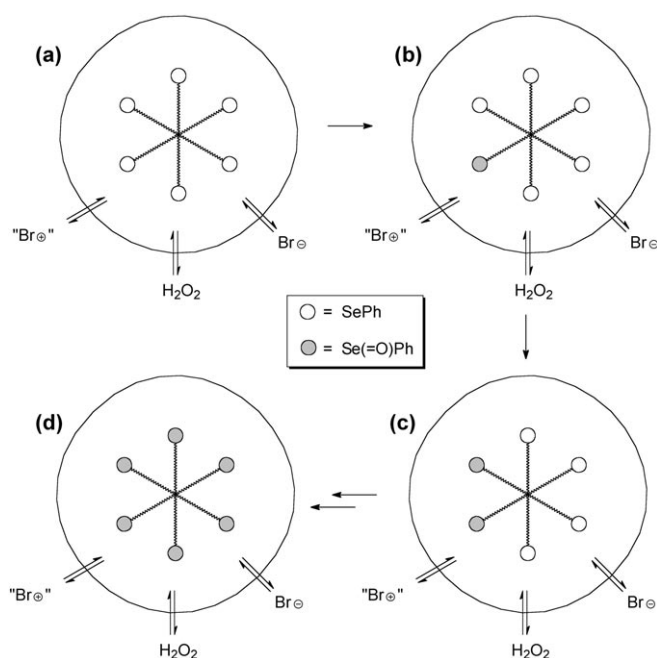 (a)
(b)
"Br⊕"
H2O2
Br⊖
"Br⊕"
H2O2
Br⊖
= SePh
= Se(=O)Ph
(d)
(c)
"Br⊕"
H2O2
Br⊖
"Br⊕"
H2O2
Br⊖